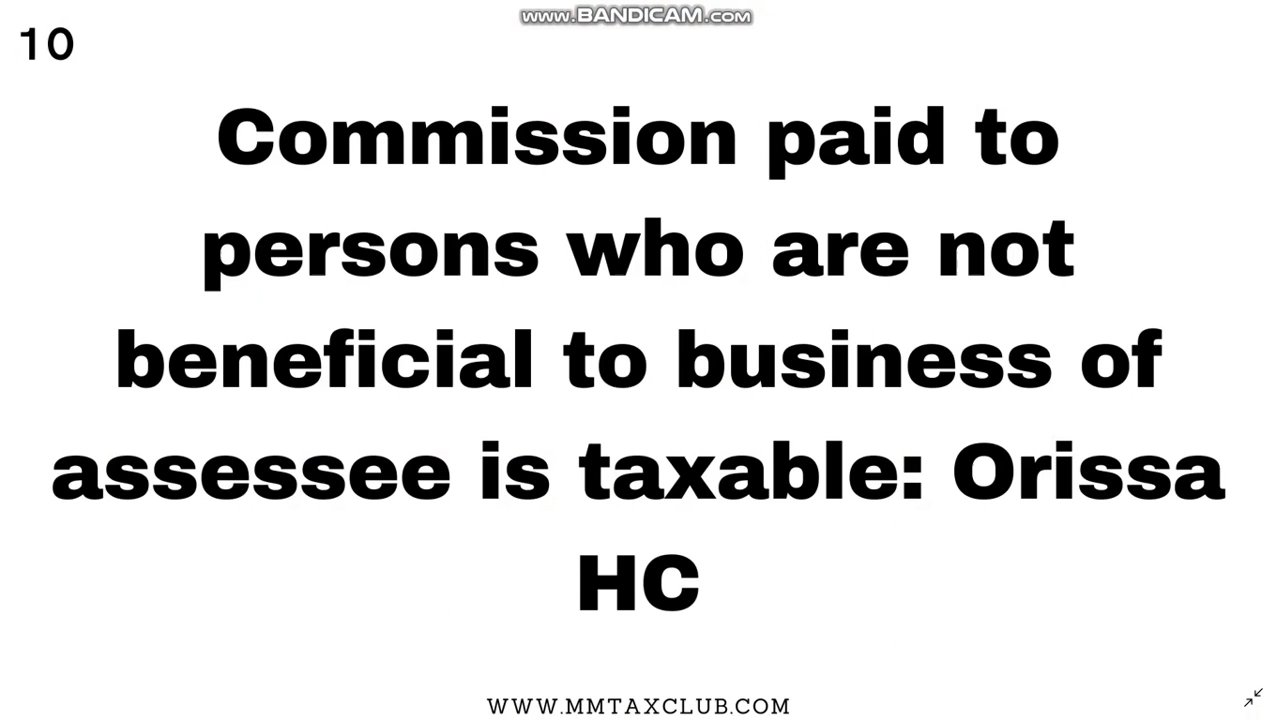 www.BANDICAM.com
10
Commission paid to
persons who are not
beneficial to business of
assessee is taxable: Orissa
HC
WWW.MMTAXCLUB.COM